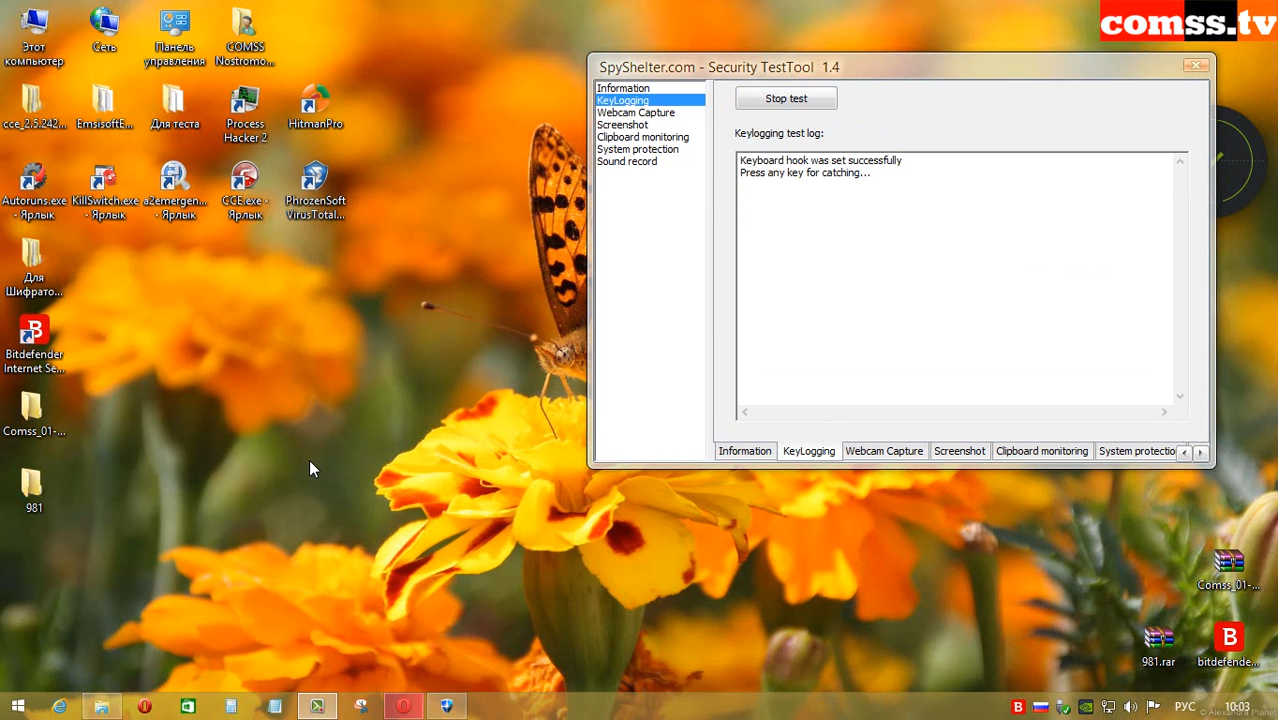 comss.tv
Этот
компьютер
Сеть
Панель
управления
COMSS
Nostromo...
cce_2.5.242...
EmsisoftE...
Для теста
Process
Hacker 2
HitmanPro
Autoruns.exe
- Ярлык
KillSwitch.exe
- Ярлык
a2emergen...
- Ярлык
CCE.exe -
Ярлык
PhrozenSoft
VirusTotal...
Для
Шифрато...
Bitdefender
Internet Se...
Comss_01-...
981
SpyShelter.com - Security TestTool 1.4
Information
KeyLogging
Webcam Capture
Screenshot
Clipboard monitoring
System protection
Sound record
Stop test
Keylogging test log:
Keyboard hook was set successfully
Press any key for catching...
Information KeyLogging Webcam Capture Screenshot Clipboard monitoring System protectio
Comss_01-...
981.rar
bitdefende...
РУС
10:03
© Alexandra Planet